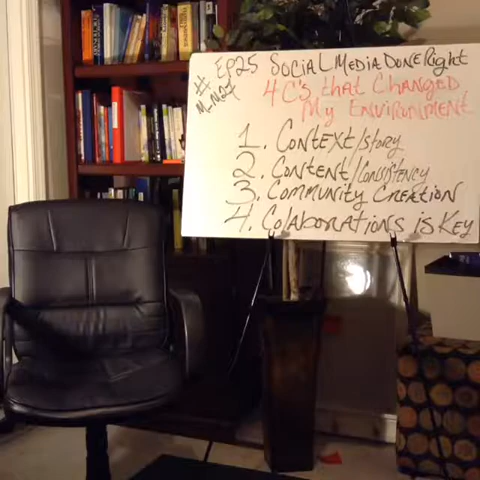 EP25 SOCIAL MEDIA DONE RIGHT
4 C's that Changed
My ENVIRONMENT
1. CONTEXT/story
2. CONTENT/CONSISTENCY
3. COMMUNITY CREATION
4. COLABORATIONS is KEY